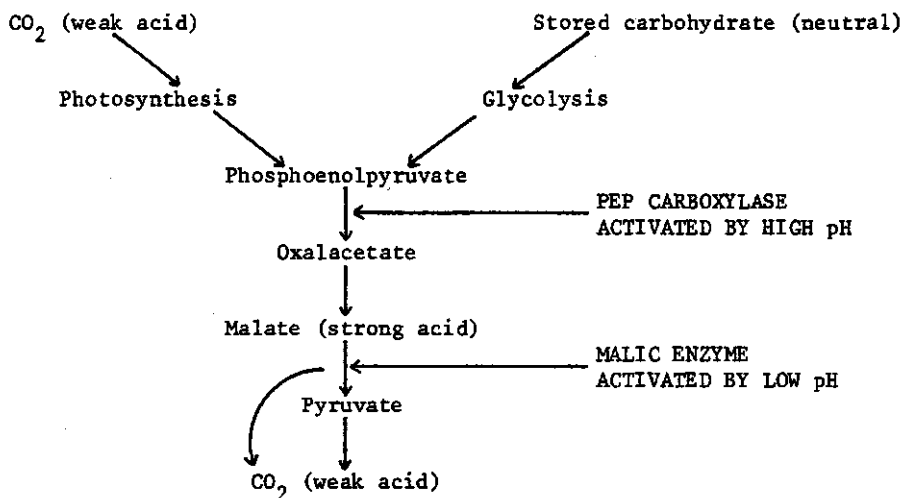 CO2 (weak acid)
Stored carbohydrate (neutral)
Photosynthesis
Glycolysis
Phosphoenolpyruvate
PEP CARBOXYLASE
ACTIVATED BY HIGH pH
Oxalacetate
Malate (strong acid)
MALIC ENZYME
ACTIVATED BY LOW pH
Pyruvate
CO2 (weak acid)